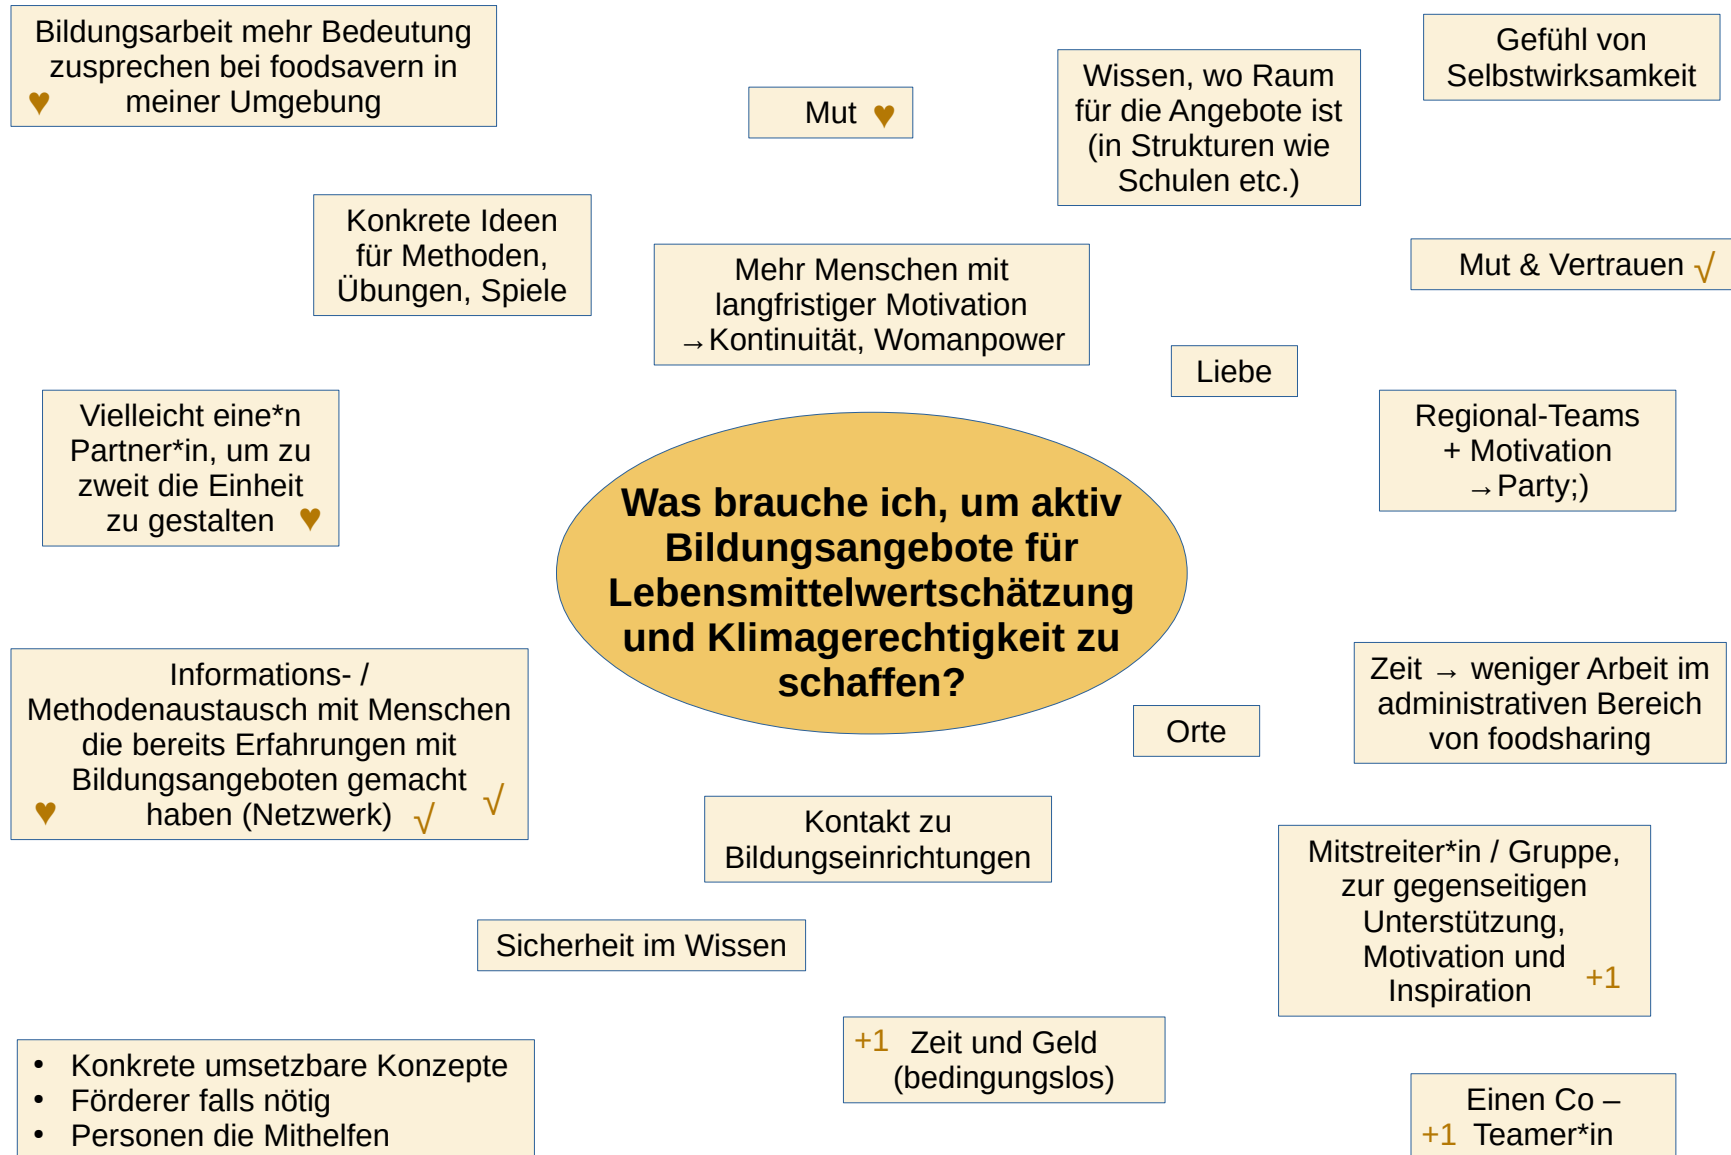 Bildungsarbeit mehr Bedeutung
zusprechen bei foodsavern in
♥ meiner Umgebung
Mut ♥
Wissen, wo Raum
für die Angebote ist
(in Strukturen wie
Schulen etc.)
Gefühl von
Selbstwirksamkeit
Konkrete Ideen
für Methoden,
Übungen, Spiele
Mehr Menschen mit
langfristiger Motivation
→Kontinuität, Womanpower
Mut & Vertrauen √
Liebe
Vielleicht eine*n
Partner*in, um zu
zweit die Einheit
zu gestalten ♥
Regional-Teams
+ Motivation
→Party;)
Was brauche ich, um aktiv
Bildungsangebote für
Lebensmittelwertschätzung
und Klimagerechtigkeit zu
schaffen?
Informations- /
Methodenaustausch mit Menschen
die bereits Erfahrungen mit
Bildungsangeboten gemacht √
♥ haben (Netzwerk) √
Zeit → weniger Arbeit im
administrativen Bereich
von foodsharing
Orte
Kontakt zu
Bildungseinrichtungen
Mitstreiter*in / Gruppe,
zur gegenseitigen
Unterstützung,
Motivation und
Inspiration +1
Sicherheit im Wissen
+1 Zeit und Geld
(bedingungslos)
• Konkrete umsetzbare Konzepte
• Förderer falls nötig
• Personen die Mithelfen
Einen Co –
+1 Teamer*in